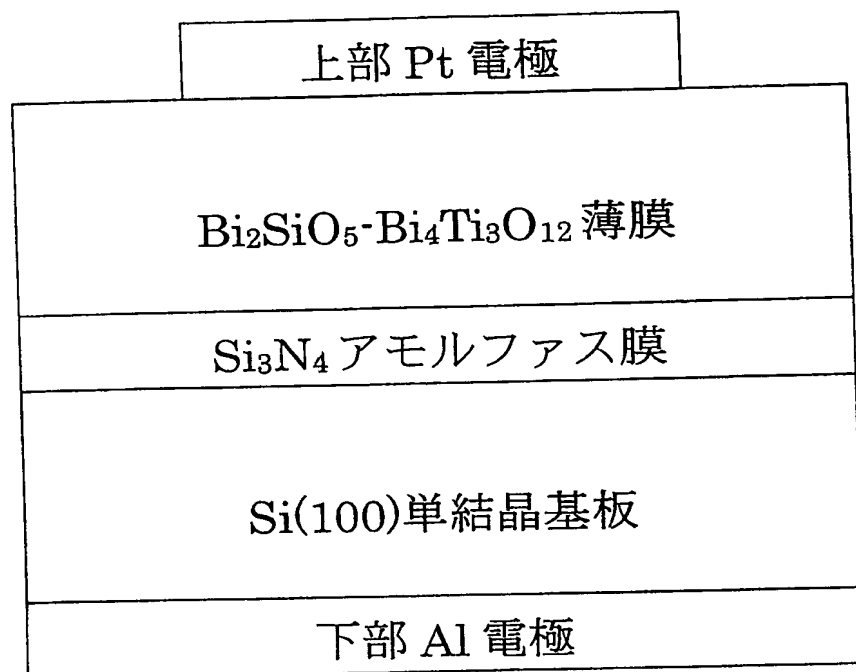 上部 Pt 電極
Bi₂SiO₅-Bi₄Ti₃O₁₂ 薄膜
Si₃N₄ アモルファス膜
Si(100)単結晶基板
下部 Al 電極